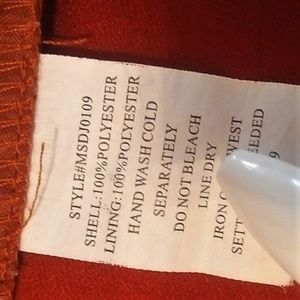 STYLE#MSDJ0109
SHELL:100%POLYESTER
LINING:100%POLYESTER
HAND WASH COLD
SEPARATELY
DO NOT BLEACH
LINE DRY
IRON